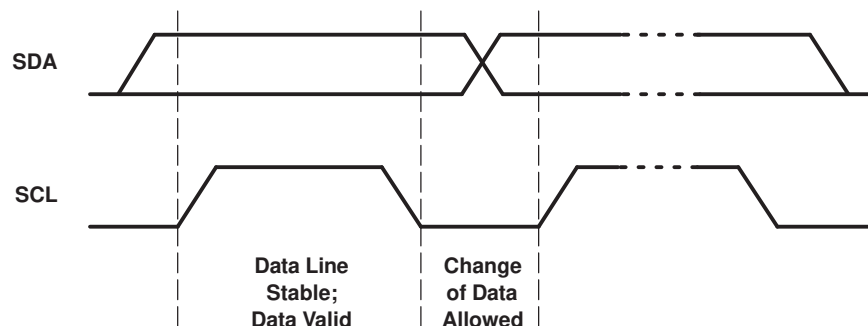 SDA
SCL
Data Line
Stable;
Data Valid
Change
of Data
Allowed